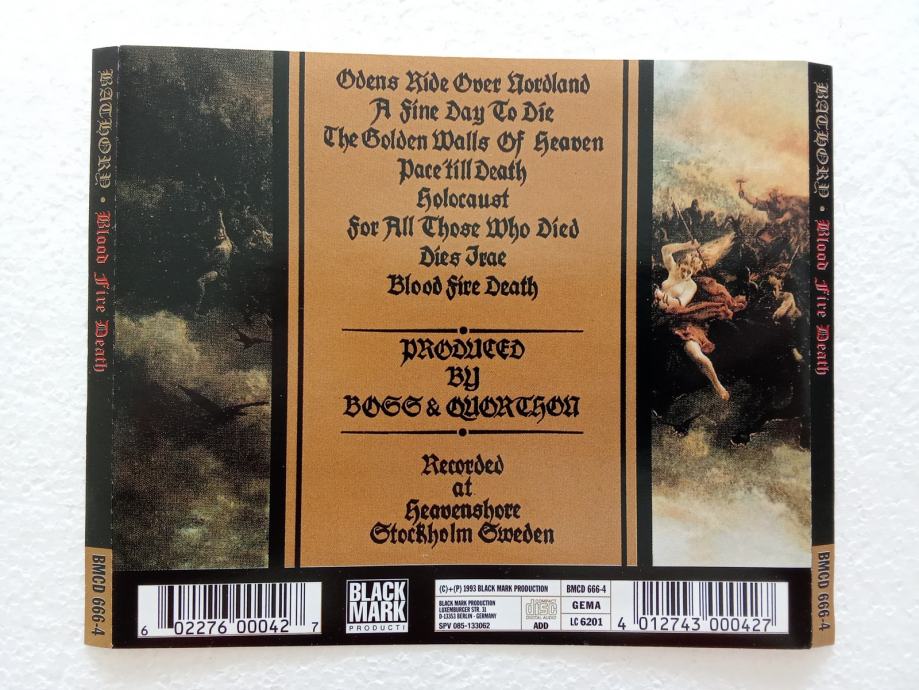 BATHORY • Blood Fire Death
BMCD 666-4
Odens Ride Over Nordland
A Fine Day To Die
The Golden Walls Of Heaven
Pace 'till Death
Holocaust
For All Those Who Died
Dies Irae
Blood Fire Death
PRODUCED
BY
BOSS & QUORTHON
Recorded
at
Heavenshore
Stockholm Sweden
BATHORY • Blood Fire Death
BMCD 666-4
6 02276 00042 7
BLACK
MARK
PRODUCTI
(C)+(P) 1993 BLACK MARK PRODUCTION
BLACK MARK PRODUCTION
LUXEMBURGER STR. 31
D-13353 BERLIN - GERMANY
SPV 085-133062
COMPACT
disc
DIGITAL AUDIO
ADD
BMCD 666-4
GEMA
LC 6201
4 012743 000427